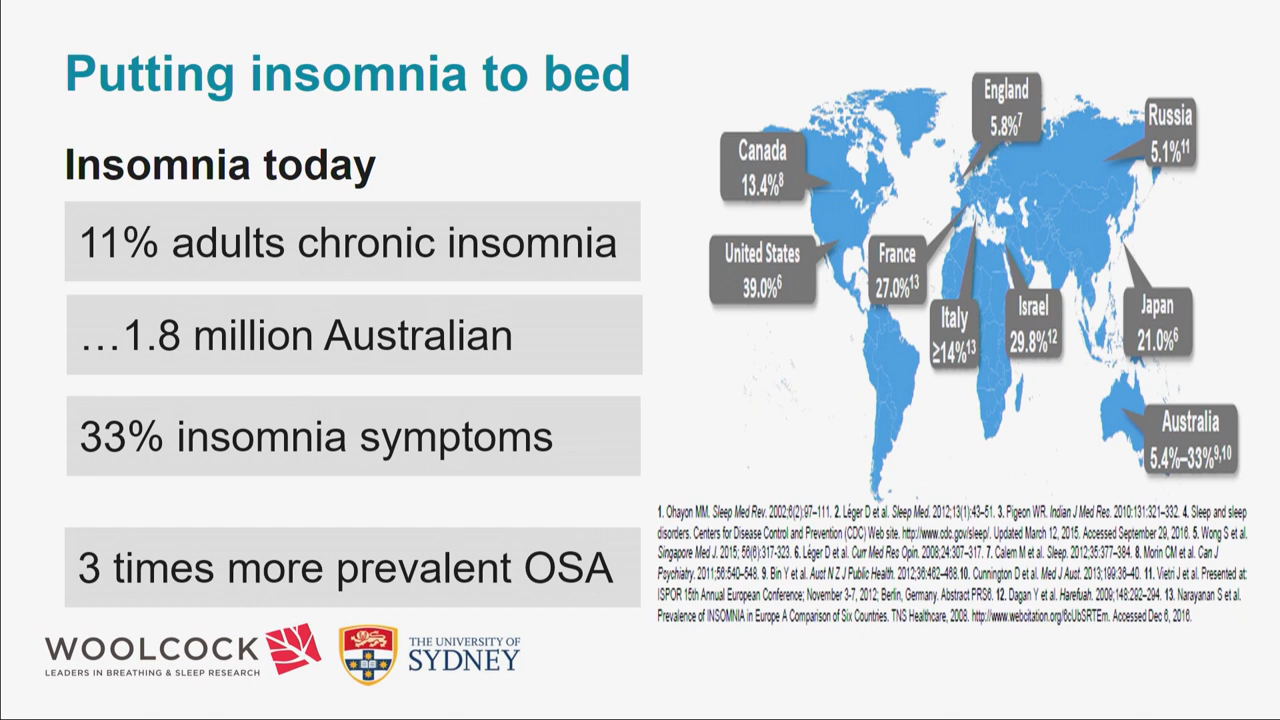 Putting insomnia to bed
Insomnia today
11% adults chronic insomnia
…1.8 million Australian
33% insomnia symptoms
3 times more prevalent OSA
WOOLCOCK
LEADERS IN BREATHING & SLEEP RESEARCH
THE UNIVERSITY OF
SYDNEY
England
5.8%7
Russia
5.1%11
Canada
13.4%8
United States
39.0%6
France
27.0%13
Italy
≥14%13
Israel
29.8%12
Japan
21.0%6
Australia
5.4%–33%9,10
1. Ohayon MM. Sleep Med Rev. 2002;6(2):97–111. 2. Léger D et al. Sleep Med. 2012;13(1):43–51. 3. Pigeon WR. Indian J Med Res. 2010:131:321–332. 4. Sleep and sleep
disorders. Centers for Disease Control and Prevention (CDC) Web site. http://www.cdc.gov/sleep/. Updated March 12, 2015. Accessed September 29, 2016. 5. Wong S et al.
Singapore Med J. 2015; 56(6):317-323. 6. Léger D et al. Curr Med Res Opin. 2008;24:307–317. 7. Calem M et al. Sleep. 2012;35:377–384. 8. Morin CM et al. Can J
Psychiatry. 2011;56:540–548. 9. Bin Y et al. Aust N Z J Public Health. 2012;36:462–468.10. Cunnington D et al. Med J Aust. 2013;199:36–40. 11. Vietri J et al. Presented at:
ISPOR 15th Annual European Conference; November 3-7, 2012; Berlin, Germany. Abstract PRS6. 12. Dagan Y et al. Harefuah. 2009;148:292–294. 13. Narayanan S et al.
Prevalence of INSOMNIA in Europe A Comparison of Six Countries. TNS Healthcare, 2008. http://www.webcitation.org/6cUbSRTEm. Accessed Dec 6, 2016.